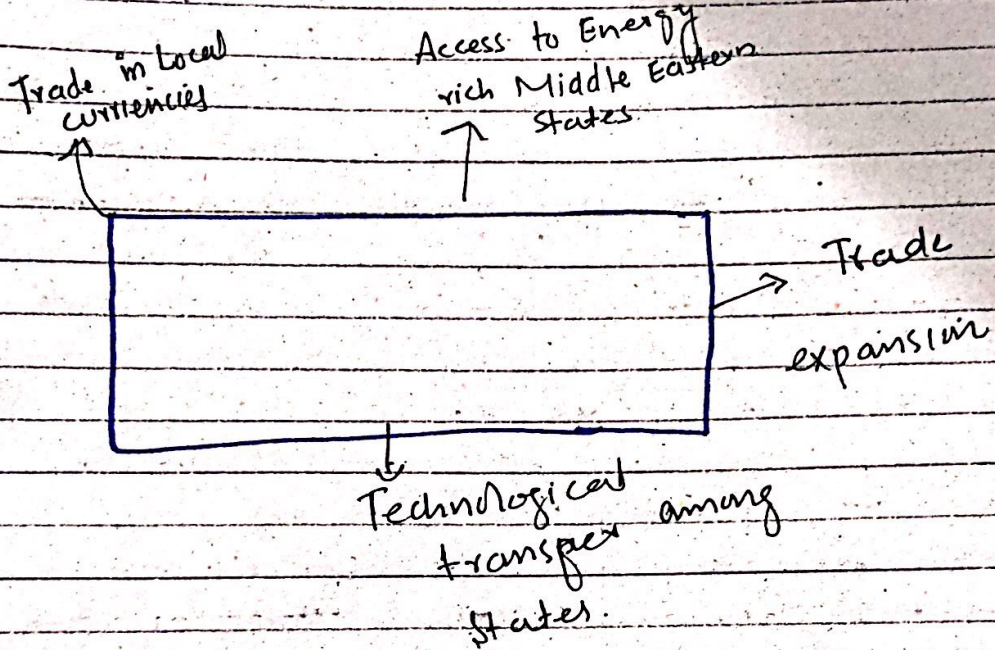 Trade in Local
currencies
Access to Energy
rich Middle Eastern
states
Trade
expansion
Technological
transfer among
states.